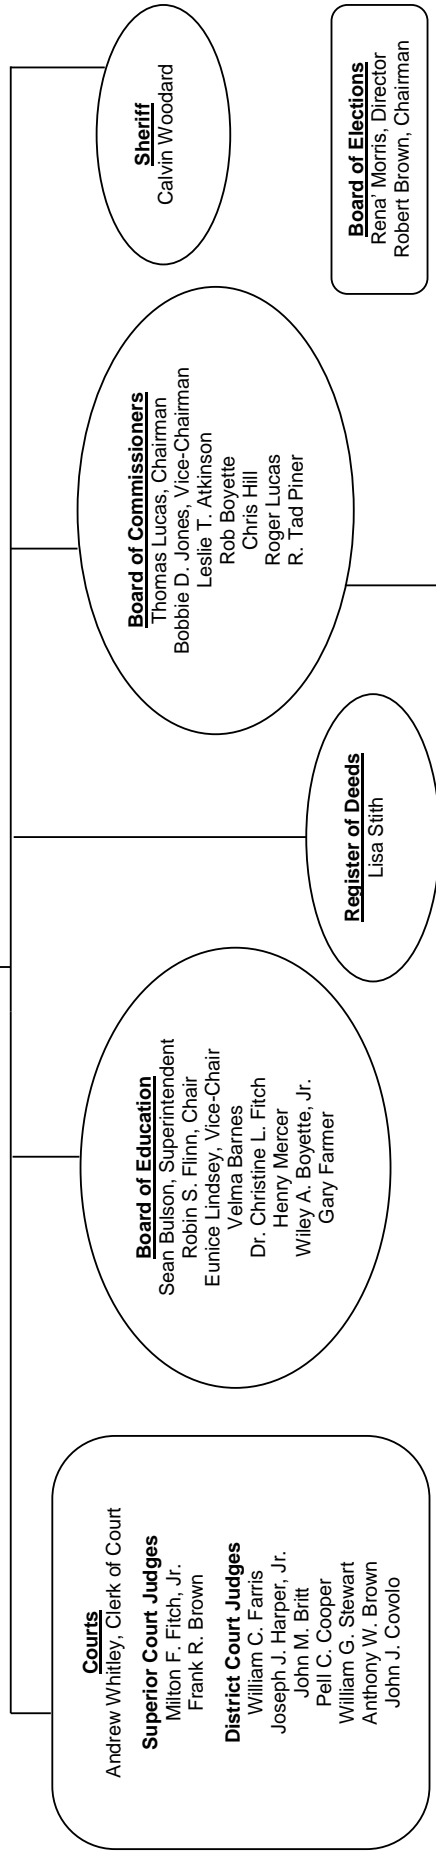 Courts
Andrew Whitley, Clerk of Court
Superior Court Judges
Milton F. Fitch, Jr.
Frank R. Brown
District Court Judges
William C. Farris
Joseph J. Harper, Jr.
John M. Britt
Pell C. Cooper
William G. Stewart
Anthony W. Brown
John J. Covolo
Board of Education
Sean Bulson, Superintendent
Robin S. Flinn, Chair
Eunice Lindsey, Vice-Chair
Velma Barnes
Dr. Christine L. Fitch
Henry Mercer
Wiley A. Boyette, Jr.
Gary Farmer
Register of Deeds
Lisa Stith
Board of Commissioners
Thomas Lucas, Chairman
Bobbie D. Jones, Vice-Chairman
Leslie T. Atkinson
Rob Boyette
Chris Hill
Roger Lucas
R. Tad Piner
Sheriff
Calvin Woodard
Board of Elections
Rena' Morris, Director
Robert Brown, Chairman